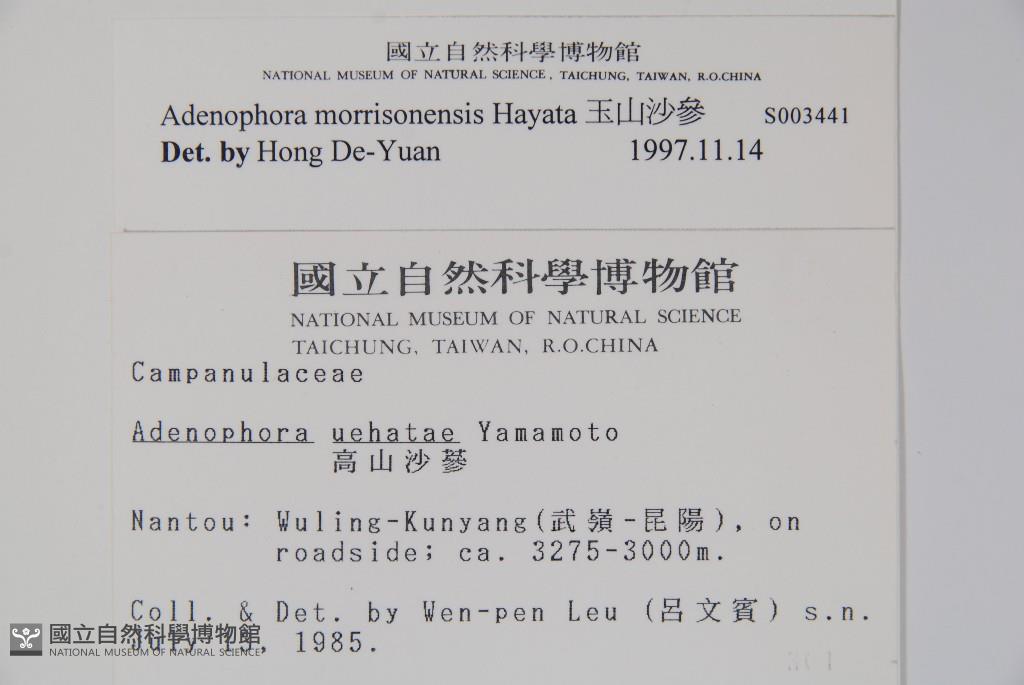 國立自然科學博物館
NATIONAL MUSEUM OF NATURAL SCIENCE, TAICHUNG, TAIWAN, R.O.CHINA
Adenophora morrisonensis Hayata 玉山沙參 S003441
Det. by Hong De-Yuan 1997.11.14
國立自然科學博物館
NATIONAL MUSEUM OF NATURAL SCIENCE
TAICHUNG, TAIWAN, R.O.CHINA
Campanulaceae
Adenophora uehatae Yamamoto
高山沙蔘
Nantou: Wuling-Kunyang(武嶺-昆陽), on
roadside; ca. 3275-3000m.
Coll. & Det. by Wen-pen Leu (呂文賓) s.n.
July 1985.
國立自然科學博物館
NATIONAL MUSEUM OF NATURAL SCIENCE